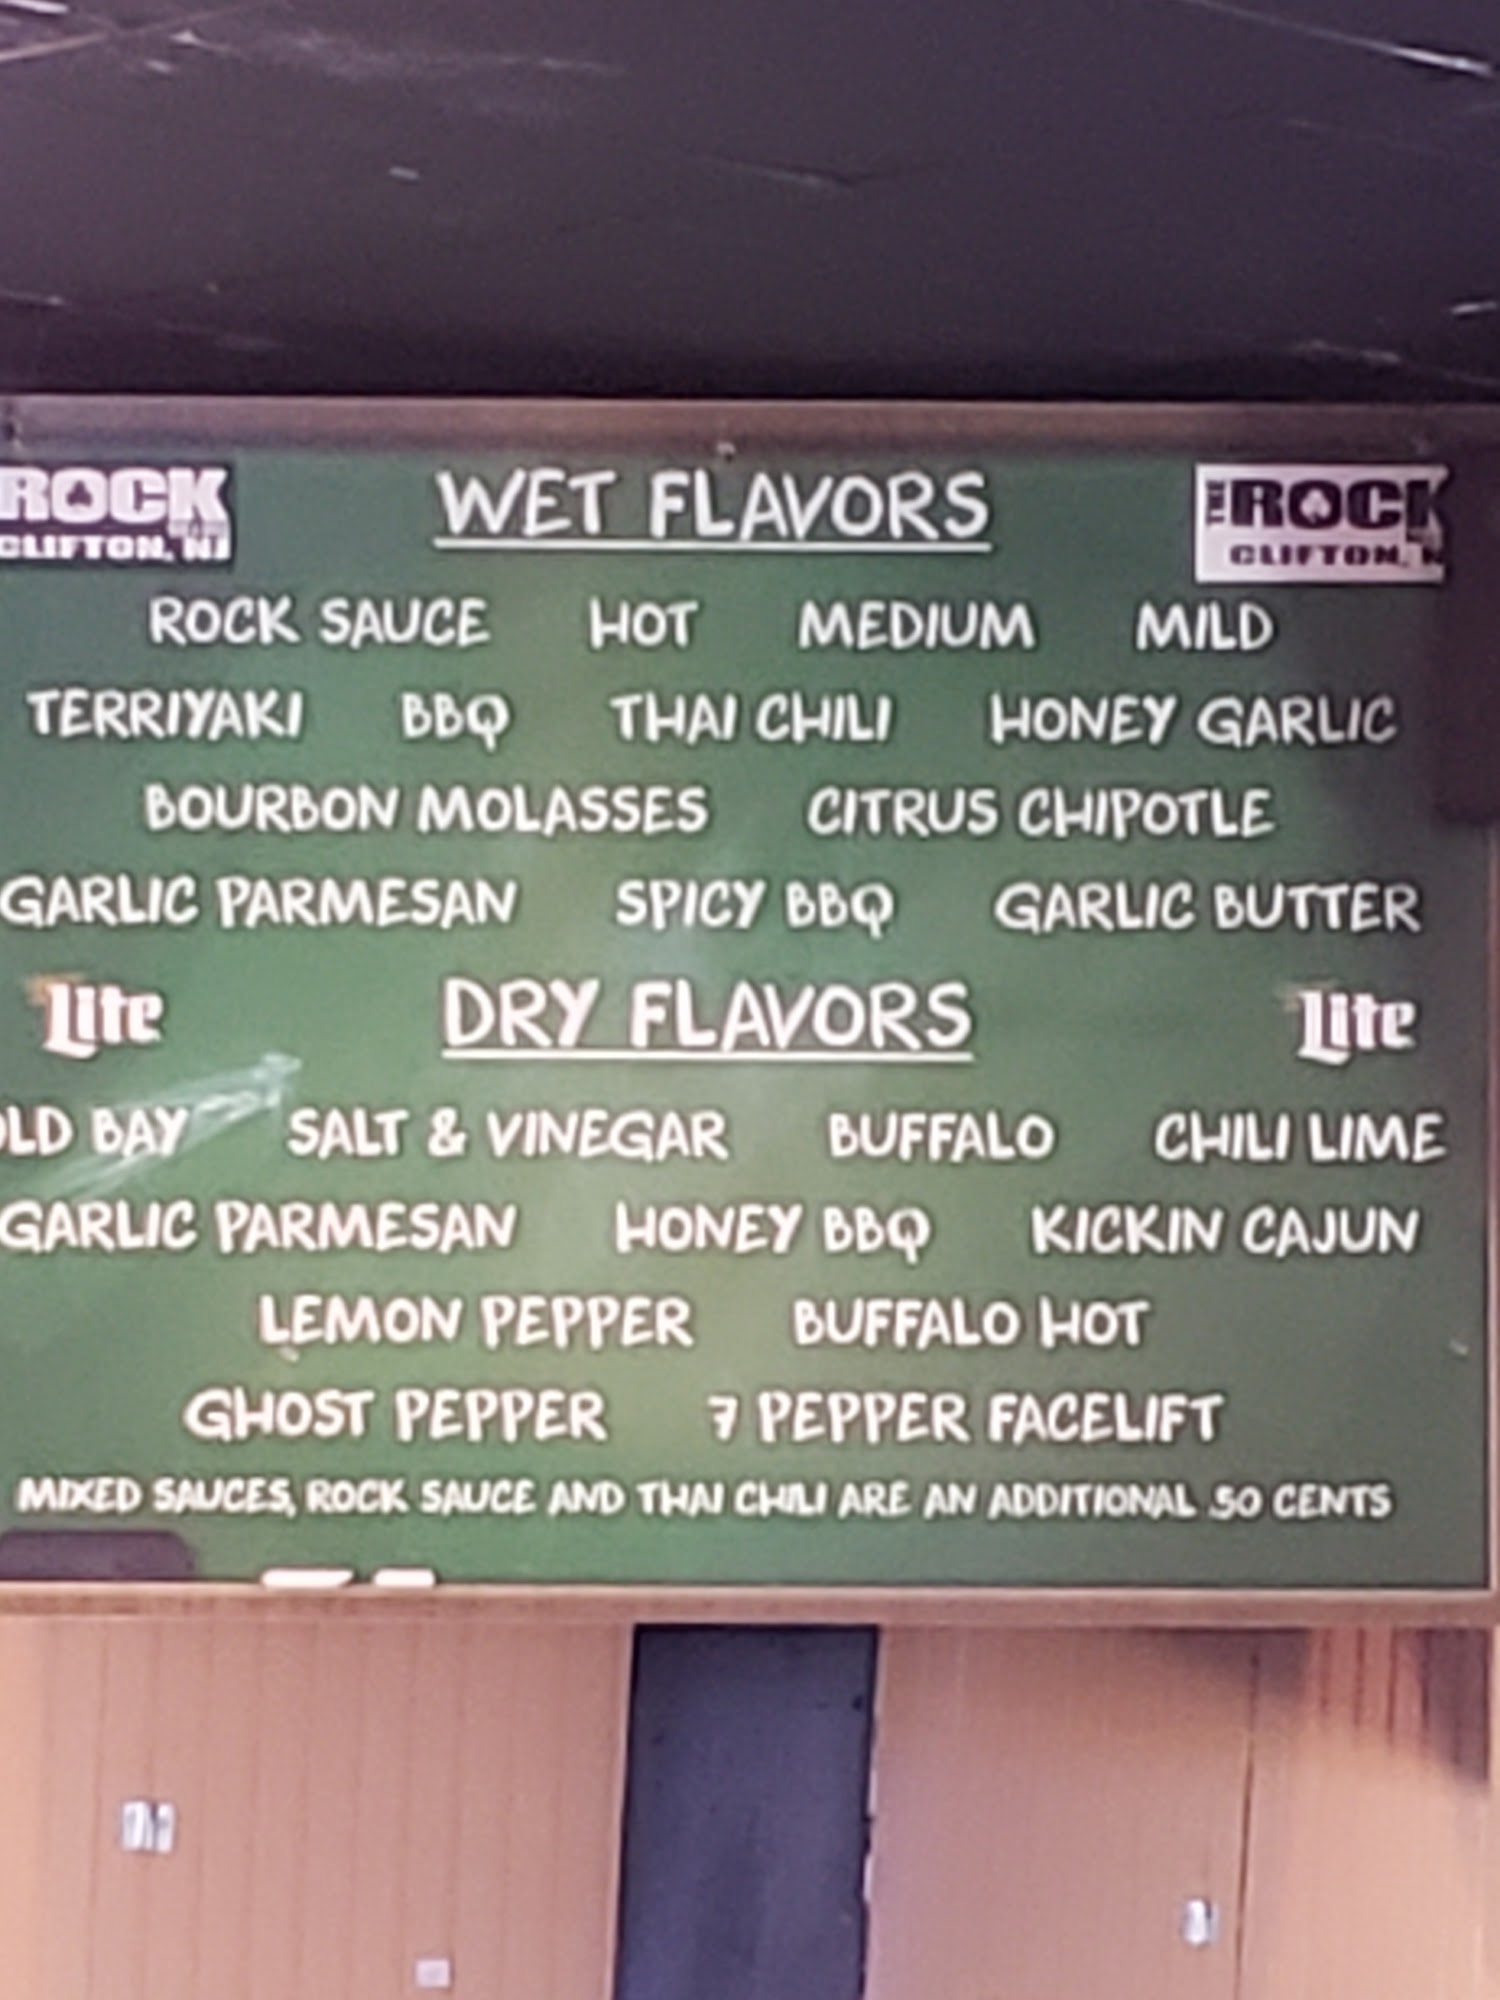 ROCK WET FLAVORS THE ROCK
CLIFTON, NJ CLIFTON, N
ROCK SAUCE HOT MEDIUM MILD
TERRIYAKI BBQ THAI CHILI HONEY GARLIC
BOURBON MOLASSES CITRUS CHIPOTLE
GARLIC PARMESAN SPICY BBQ GARLIC BUTTER
Lite DRY FLAVORS Lite
OLD BAY SALT & VINEGAR BUFFALO CHILI LIME
GARLIC PARMESAN HONEY BBQ KICKIN CAJUN
LEMON PEPPER BUFFALO HOT
GHOST PEPPER 7 PEPPER FACELIFT
MIXED SAUCES, ROCK SAUCE AND THAI CHILI ARE AN ADDITIONAL .50 CENTS